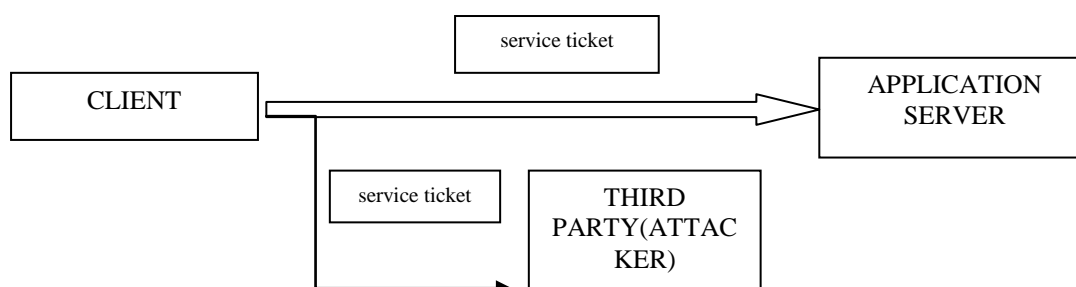 service ticket
CLIENT
APPLICATION
SERVER
service ticket
THIRD
PARTY(ATTAC
KER)